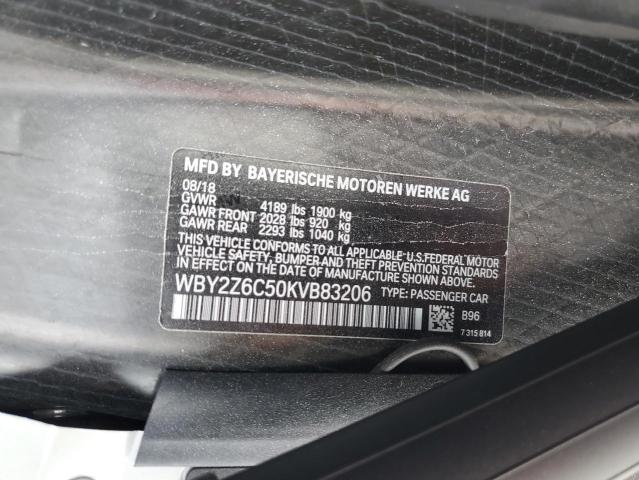 MFD BY BAYERISCHE MOTOREN WERKE AG
08/18
GVWR 4189 lbs 1900 kg
GAWR FRONT 2028 lbs 920 kg
GAWR REAR 2293 lbs 1040 kg
THIS VEHICLE CONFORMS TO ALL APPLICABLE U.S.FEDERAL MOTOR
VEHICLE SAFETY, BUMPER AND THEFT PREVENTION STANDARDS
IN EFFECT ON THE DATE OF MANUFACTURE SHOWN ABOVE.
WBY2Z6C50KVB83206 TYPE: PASSENGER CAR
B96
7 315 814